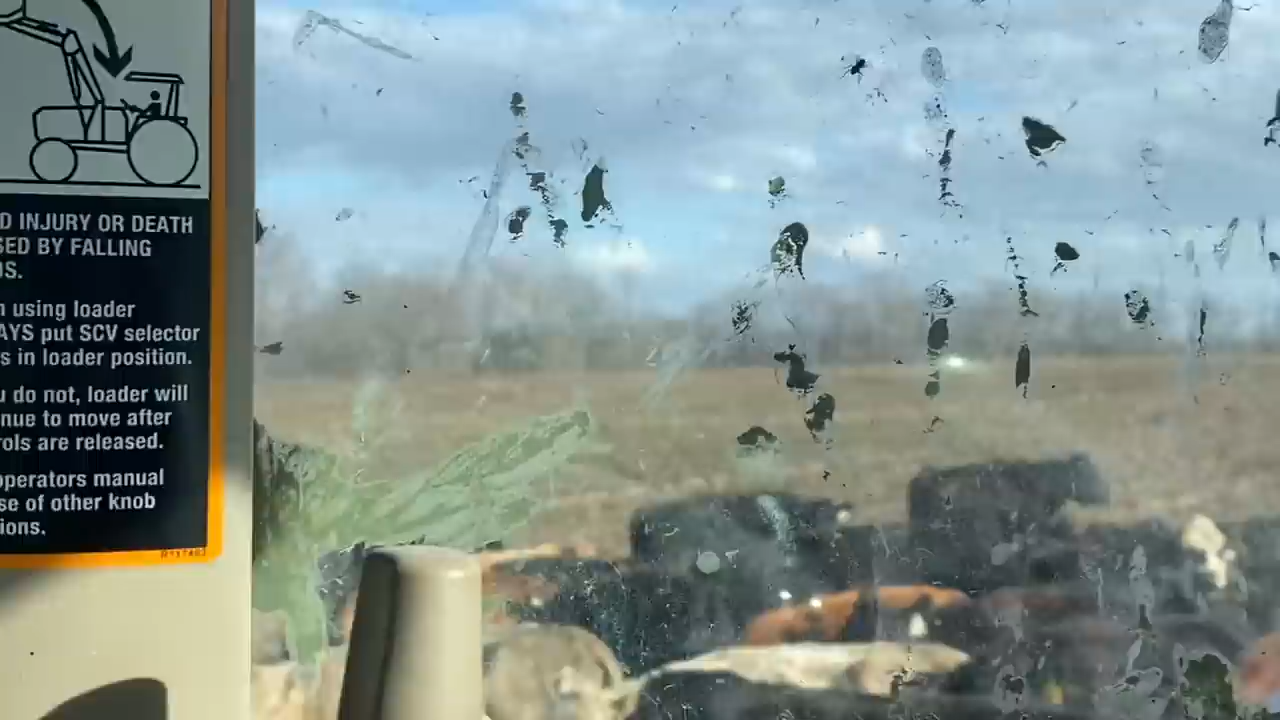 D INJURY OR DEATH
SED BY FALLING
DS.
n using loader
AYS put SCV selector
s in loader position.
u do not, loader will
nue to move after
rols are released.
operators manual
se of other knob
ions.